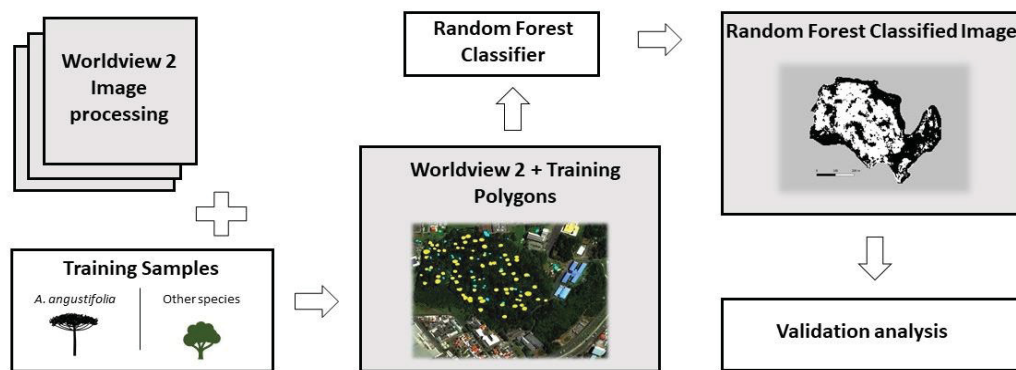 Worldview 2
Image
processing
Training Samples
A. angustifolia
Other species
Worldview 2 + Training
Polygons
Random Forest
Classifier
Random Forest Classified Image
Validation analysis